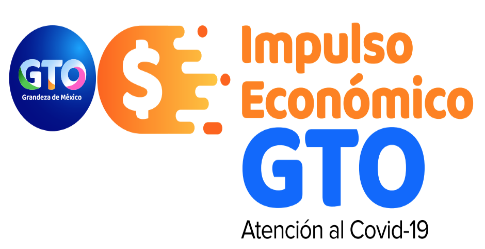 GTO
Grandeza de México
$
Impulso
Económico
GTO
Atención al Covid-19